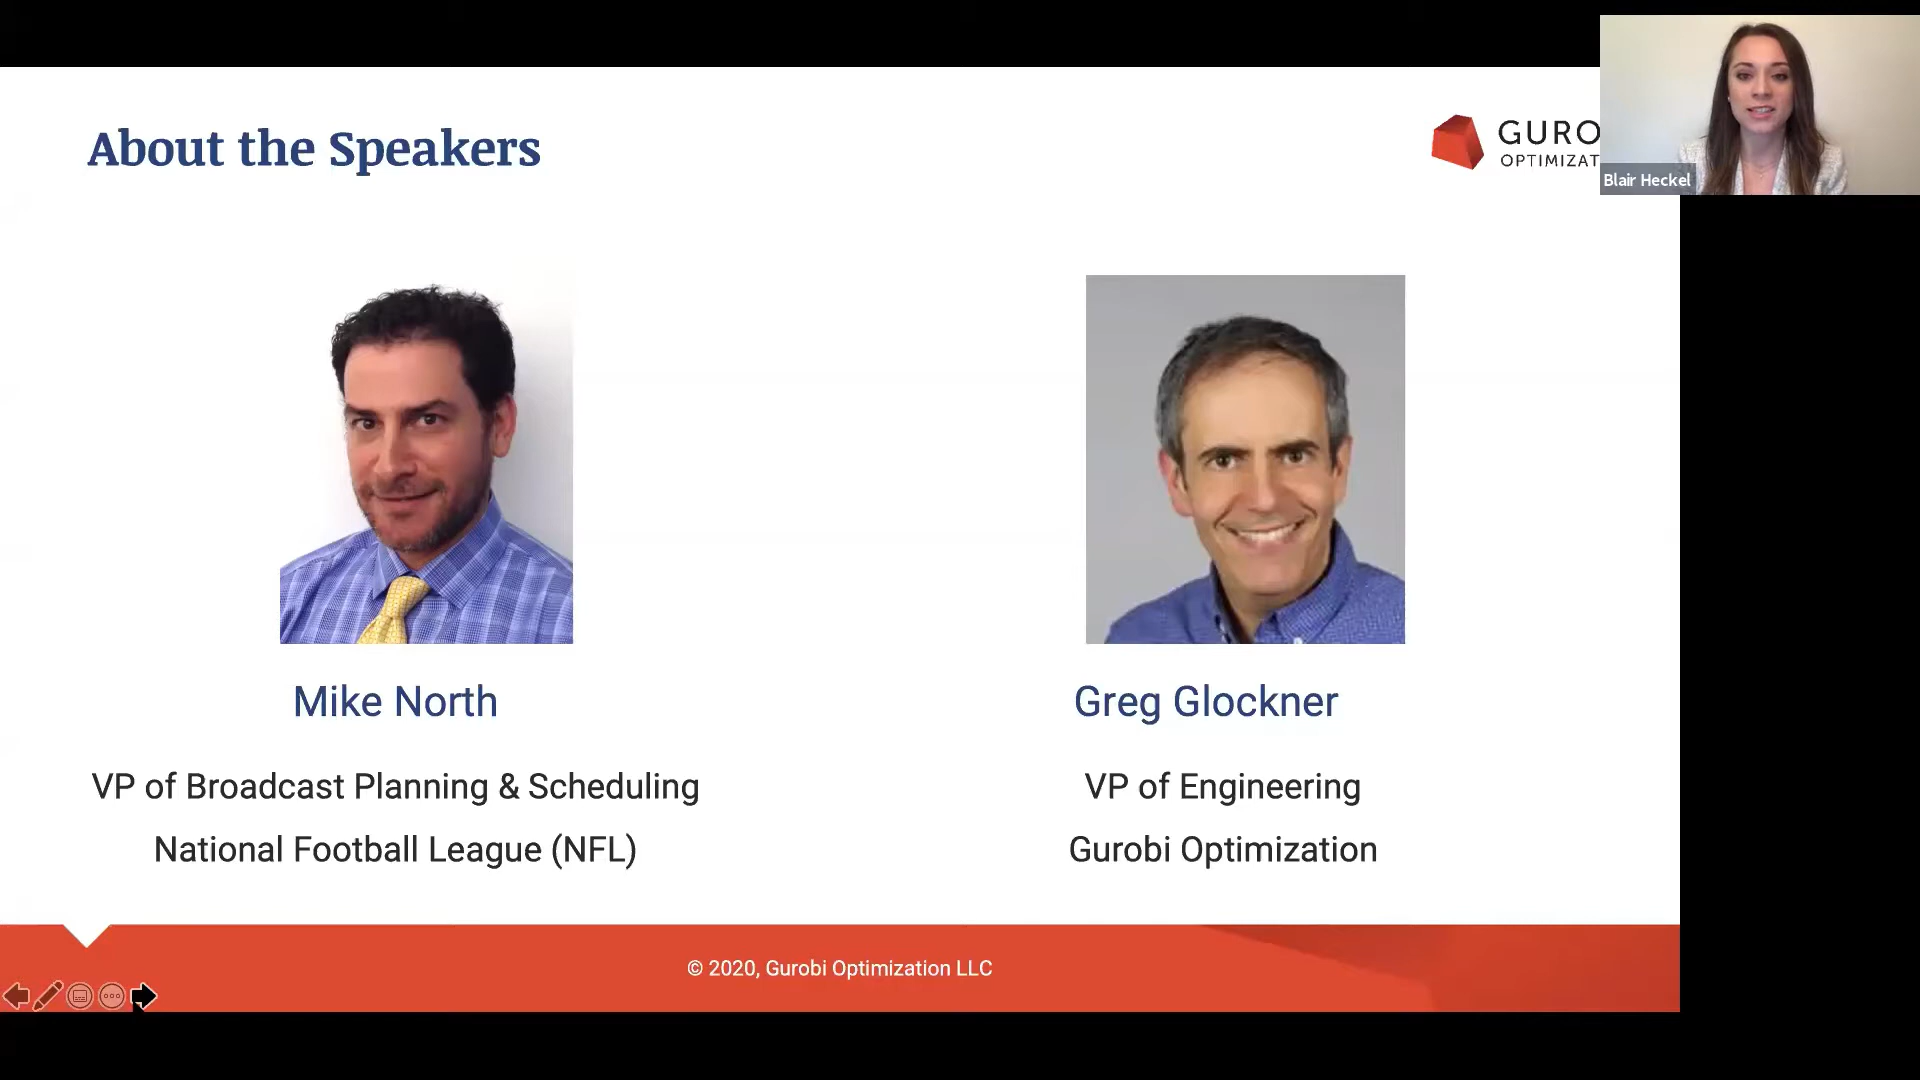 About the Speakers
GURO
OPTIMIZAT
Blair Heckel
Mike North
VP of Broadcast Planning & Scheduling
National Football League (NFL)
Greg Glockner
VP of Engineering
Gurobi Optimization
© 2020, Gurobi Optimization LLC